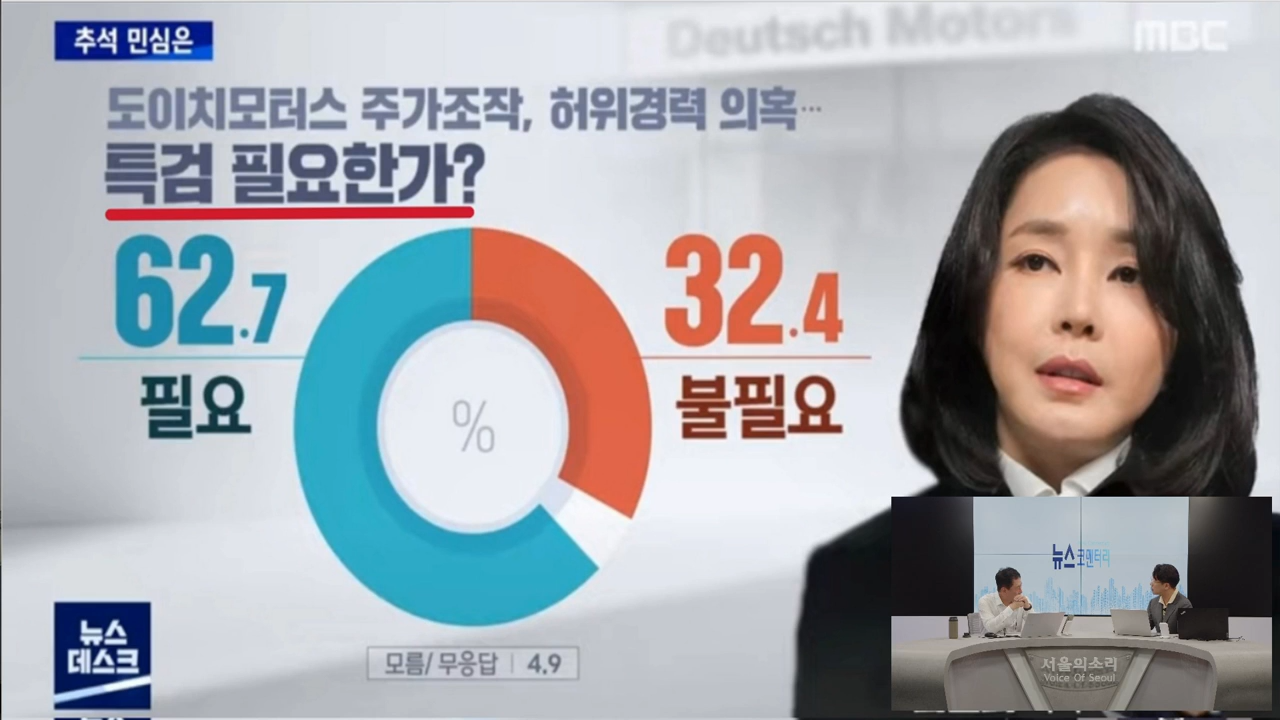 추석 민심은
Deutsch Motors
MBC
도이치모터스 주가조작, 허위경력 의혹…
특검 필요한가?
62.7
필요
%
32.4
불필요
모름/무응답 | 4.9
뉴스
데스크
뉴스코멘터리
서울의소리
Voice Of Seoul